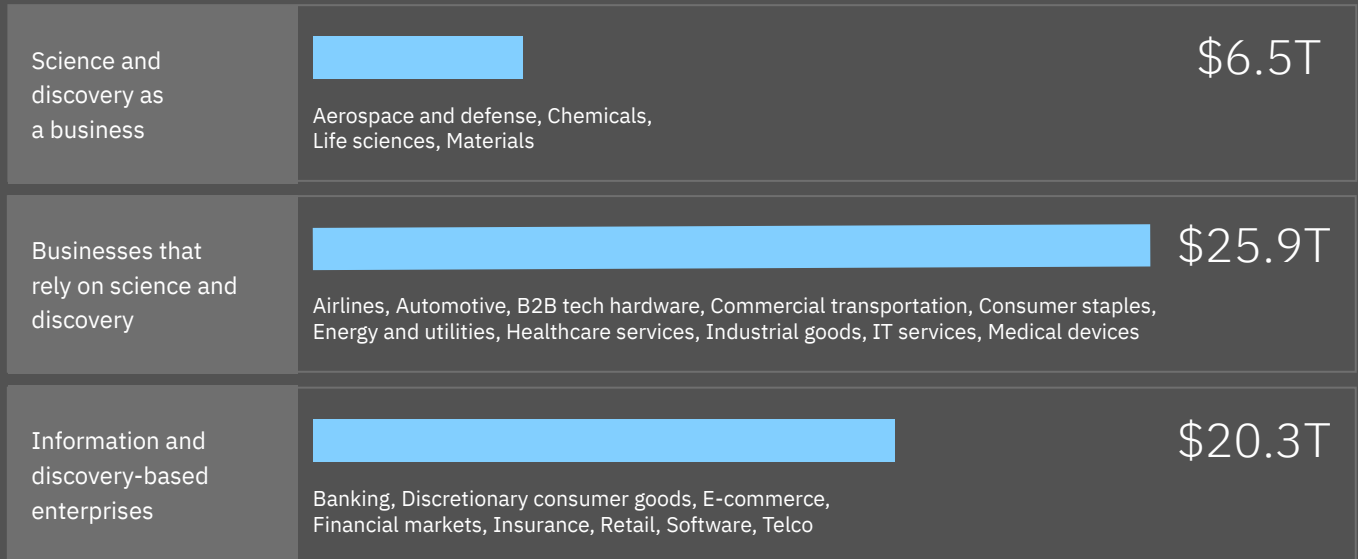 Science and
discovery as
a business
$6.5T
Aerospace and defense, Chemicals,
Life sciences, Materials
Businesses that
rely on science and
discovery
$25.9T
Airlines, Automotive, B2B tech hardware, Commercial transportation, Consumer staples,
Energy and utilities, Healthcare services, Industrial goods, IT services, Medical devices
Information and
discovery-based
enterprises
$20.3T
Banking, Discretionary consumer goods, E-commerce,
Financial markets, Insurance, Retail, Software, Telco